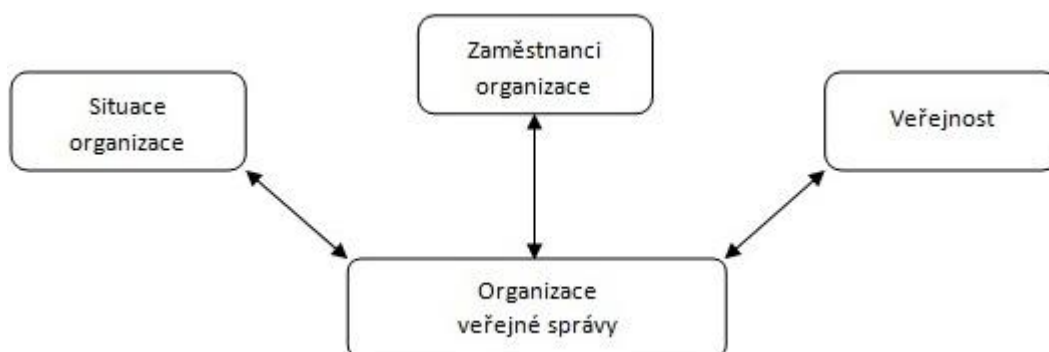 Zaměstnanci
organizace
Situace
organizace
Veřejnost
Organizace
veřejné správy